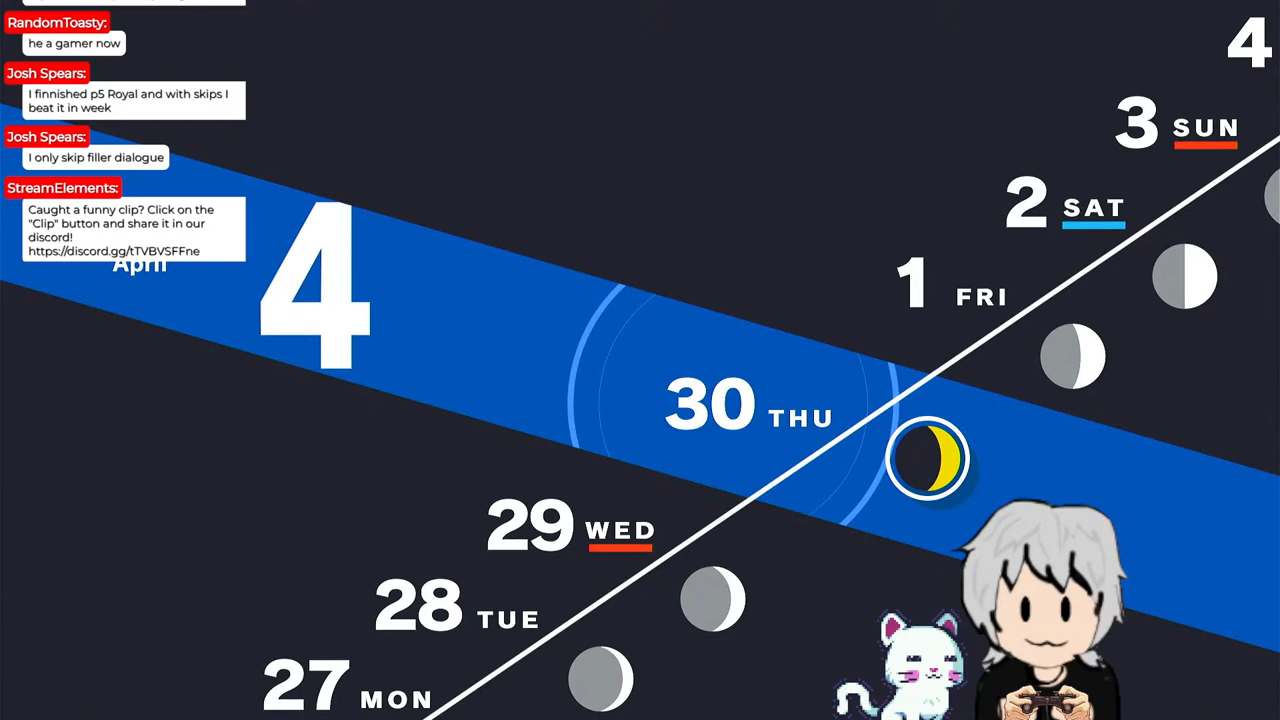 RandomToasty:
he a gamer now
Josh Spears:
I finnished p5 Royal and with skips I
beat it in week
Josh Spears:
I only skip filler dialogue
StreamElements:
Caught a funny clip? Click on the
"Clip" button and share it in our
discord!
https://discord.gg/tTVBVSFFne
April
4
4
3 SUN
2 SAT
1 FRI
30 THU
29 WED
28 TUE
27 MON